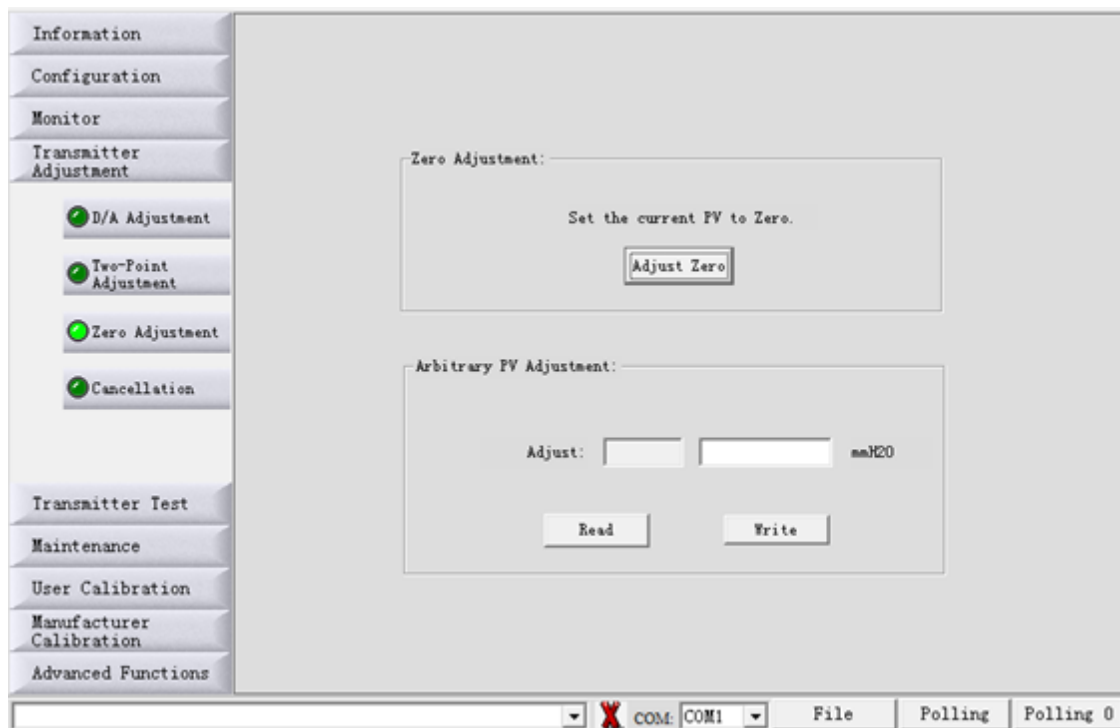 Information
Configuration
Monitor
Transmitter
Adjustment
D/A Adjustment
Two-Point
Adjustment
Zero Adjustment
Cancellation
Transmitter Test
Maintenance
User Calibration
Manufacturer
Calibration
Advanced Functions
Zero Adjustment:
Set the current PV to Zero.
Adjust Zero
Arbitrary PV Adjustment:
Adjust: mmH2O
Read Write
COM: COM1 File Polling Polling 0